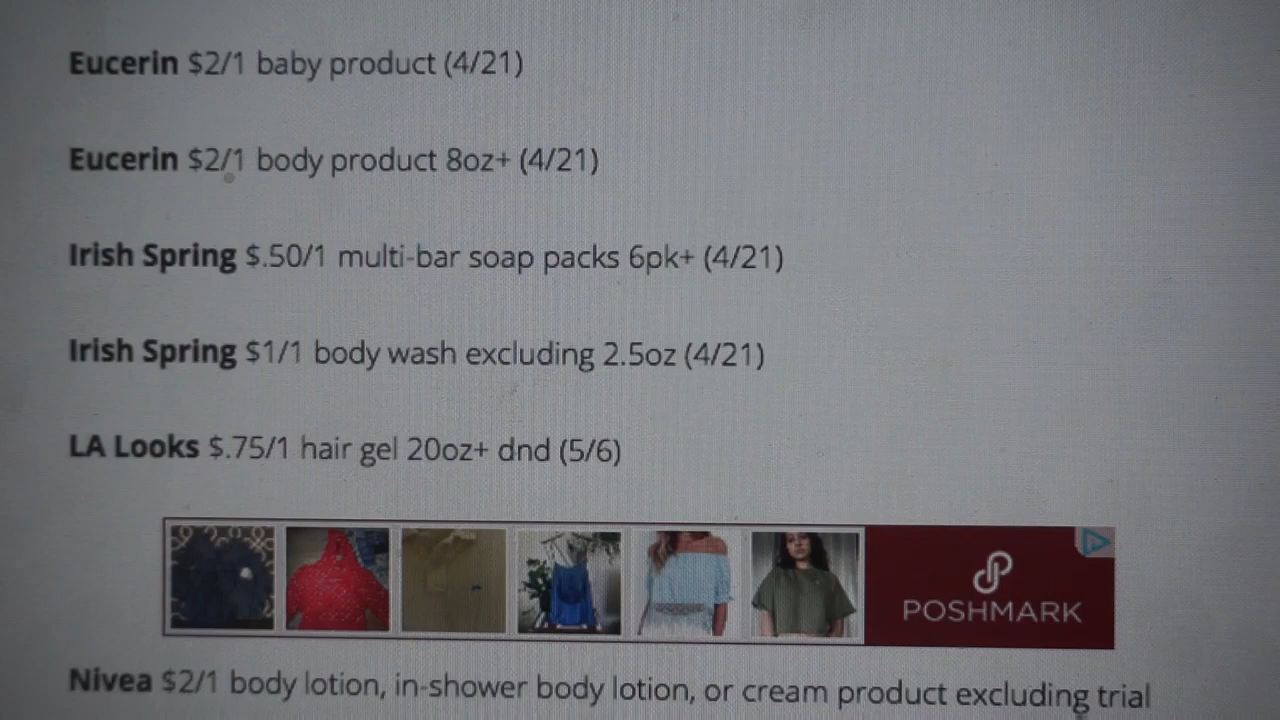 Eucerin $2/1 baby product (4/21)
Eucerin $2/1 body product 8oz+ (4/21)
Irish Spring $.50/1 multi-bar soap packs 6pk+ (4/21)
Irish Spring $1/1 body wash excluding 2.5oz (4/21)
LA Looks $.75/1 hair gel 20oz+ dnd (5/6)
POSHMARK
Nivea $2/1 body lotion, in-shower body lotion, or cream product excluding trial